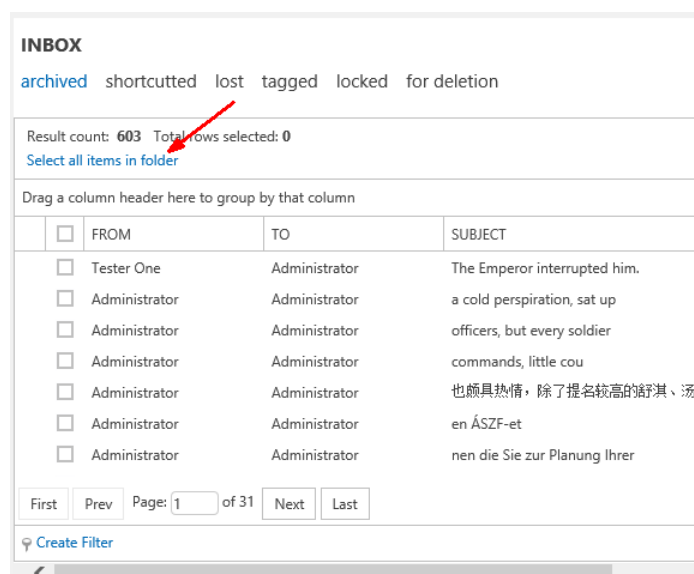 INBOX
archived shortcutted lost tagged locked for deletion
Result count: 603 Total rows selected: 0
Select all items in folder
Drag a column header here to group by that column
FROM TO SUBJECT
Tester One Administrator The Emperor interrupted him.
Administrator Administrator a cold perspiration, sat up
Administrator Administrator officers, but every soldier
Administrator Administrator commands, little cou
Administrator Administrator 也颇具热情，除了提名较高的舒淇、汤
Administrator Administrator en ÁSZF-et
Administrator Administrator nen die Sie zur Planung Ihrer
First Prev Page: 1 of 31 Next Last
Create Filter